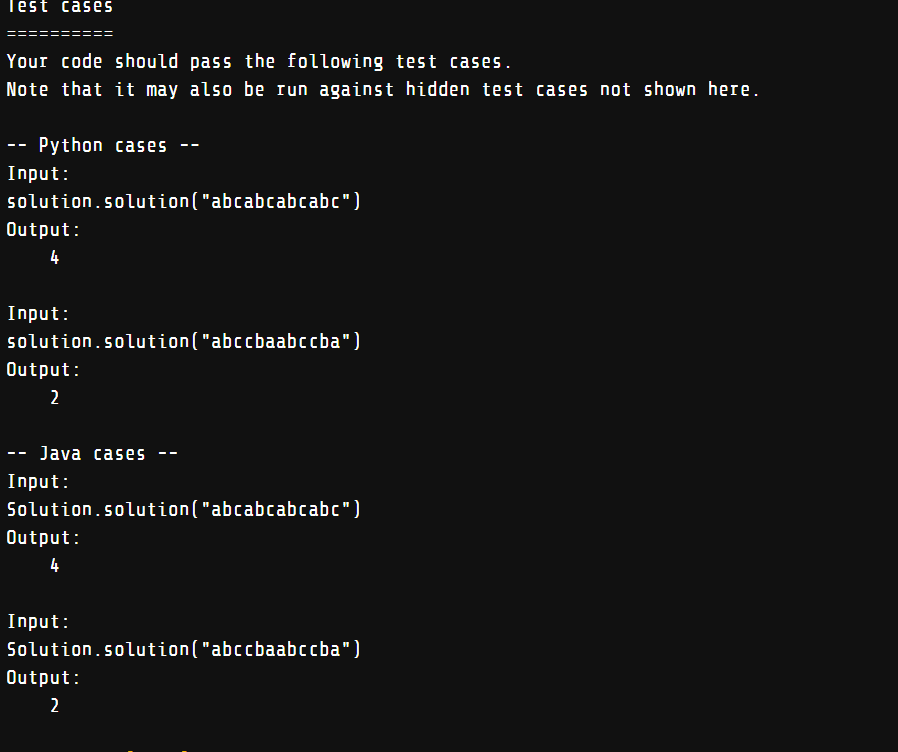 Test cases
==========
Your code should pass the following test cases.
Note that it may also be run against hidden test cases not shown here.
-- Python cases --
Input:
solution.solution("abcabcabcabc")
Output:
4
Input:
solution.solution("abccbaabccba")
Output:
2
-- Java cases --
Input:
Solution.solution("abcabcabcabc")
Output:
4
Input:
Solution.solution("abccbaabccba")
Output:
2